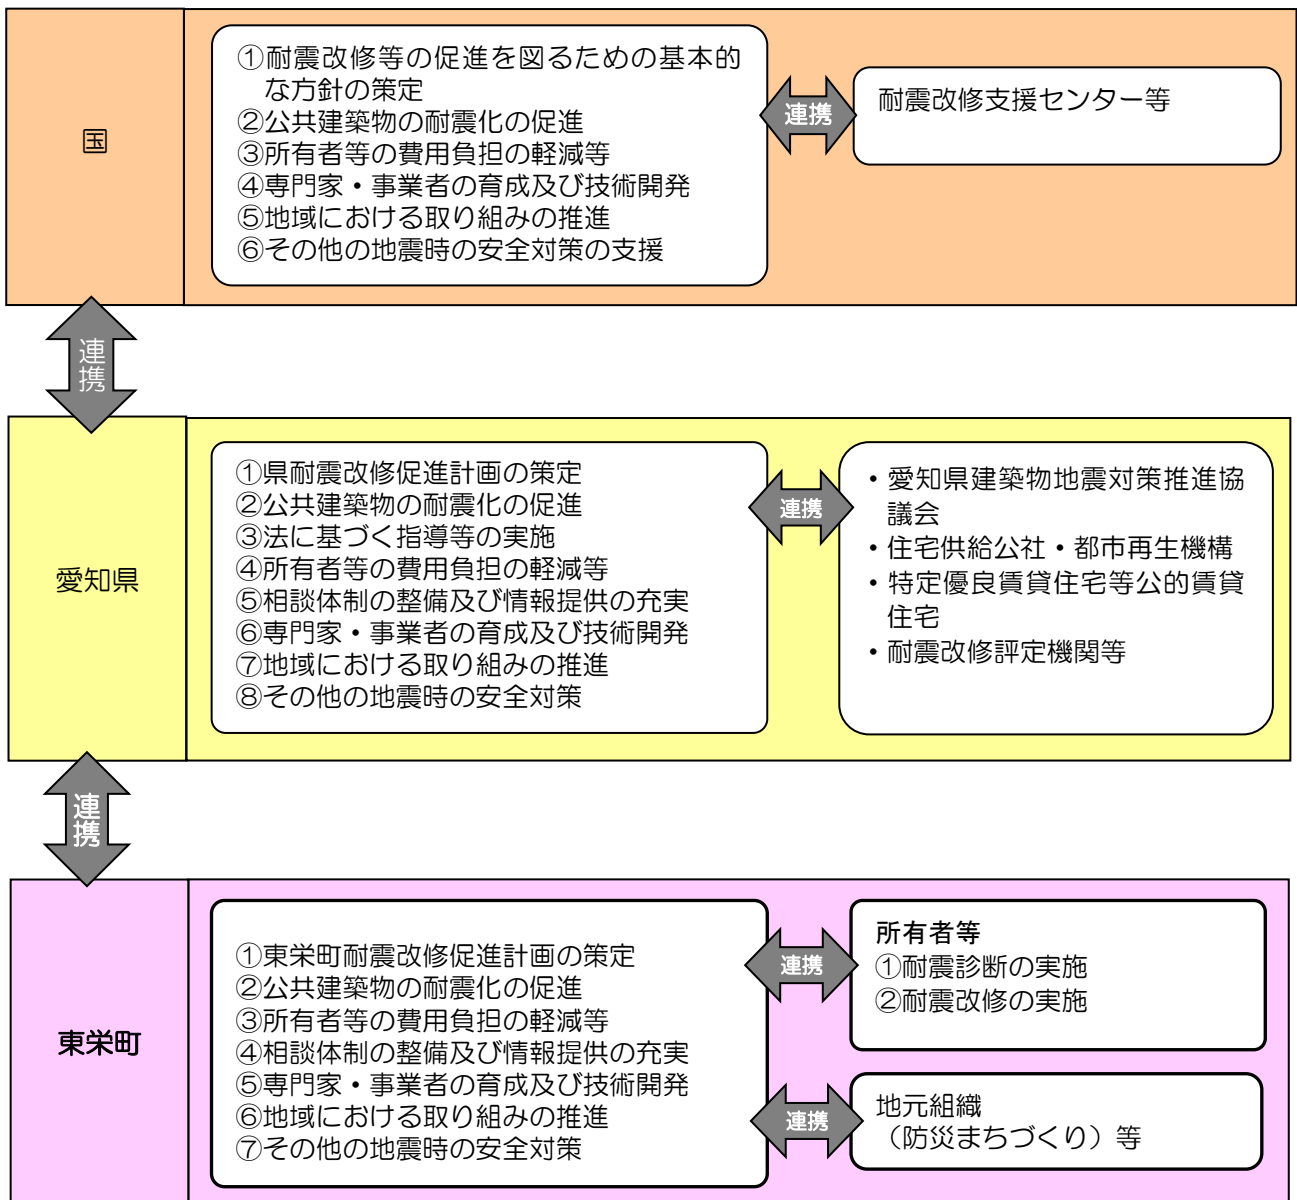 国
①耐震改修等の促進を図るための基本的
な方針の策定
②公共建築物の耐震化の促進
③所有者等の費用負担の軽減等
④専門家・事業者の育成及び技術開発
⑤地域における取り組みの推進
⑥その他の地震時の安全対策の支援
連携
耐震改修支援センター等
連携
愛知県
①県耐震改修促進計画の策定
②公共建築物の耐震化の促進
③法に基づく指導等の実施
④所有者等の費用負担の軽減等
⑤相談体制の整備及び情報提供の充実
⑥専門家・事業者の育成及び技術開発
⑦地域における取り組みの推進
⑧その他の地震時の安全対策
連携
・愛知県建築物地震対策推進協
議会
・住宅供給公社・都市再生機構
・特定優良賃貸住宅等公的賃貸
住宅
・耐震改修評定機関等
連携
東栄町
①東栄町耐震改修促進計画の策定
②公共建築物の耐震化の促進
③所有者等の費用負担の軽減等
④相談体制の整備及び情報提供の充実
⑤専門家・事業者の育成及び技術開発
⑥地域における取り組みの推進
⑦その他の地震時の安全対策
連携
所有者等
①耐震診断の実施
②耐震改修の実施
連携
地元組織
（防災まちづくり）等